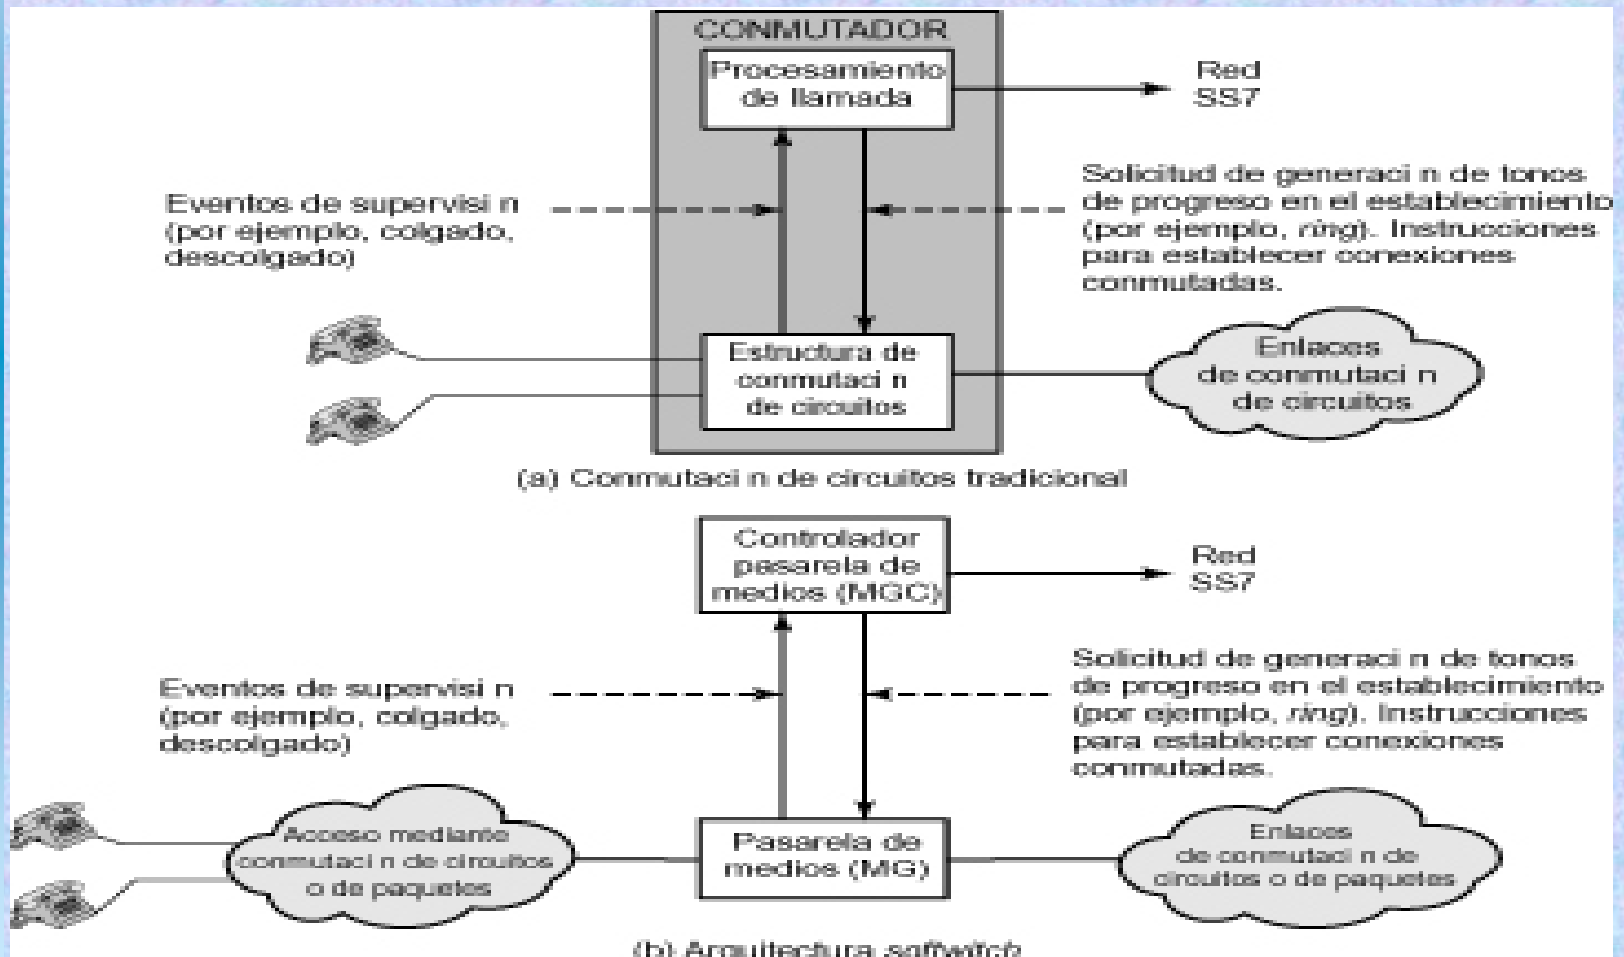 CONMUTADOR
Procesamiento
de llamada
Red
SS7
Eventos de supervisi n
(por ejemplo, colgado,
descolgado)
Solicitud de generaci n de tonos
de progreso en el establecimiento
(por ejemplo, ring). Instrucciones
para establecer conexiones
conmutadas.
Estructura de
conmutaci n
de circuitos
Enlaces
de conmutaci n
de circuitos
(a) Conmutaci n de circuitos tradicional
Controlador
pasarela de
medios (MGC)
Red
SS7
Eventos de supervisi n
(por ejemplo, colgado,
descolgado)
Solicitud de generaci n de tonos
de progreso en el establecimiento
(por ejemplo, ring). Instrucciones
para establecer conexiones
conmutadas.
Acceso mediante
conmutaci n de circuitos
o de paquetes
Pasarela de
medios (MG)
Enlaces
de conmutaci n de
circuitos o de paquetes
(b) Arquitectura softwitch